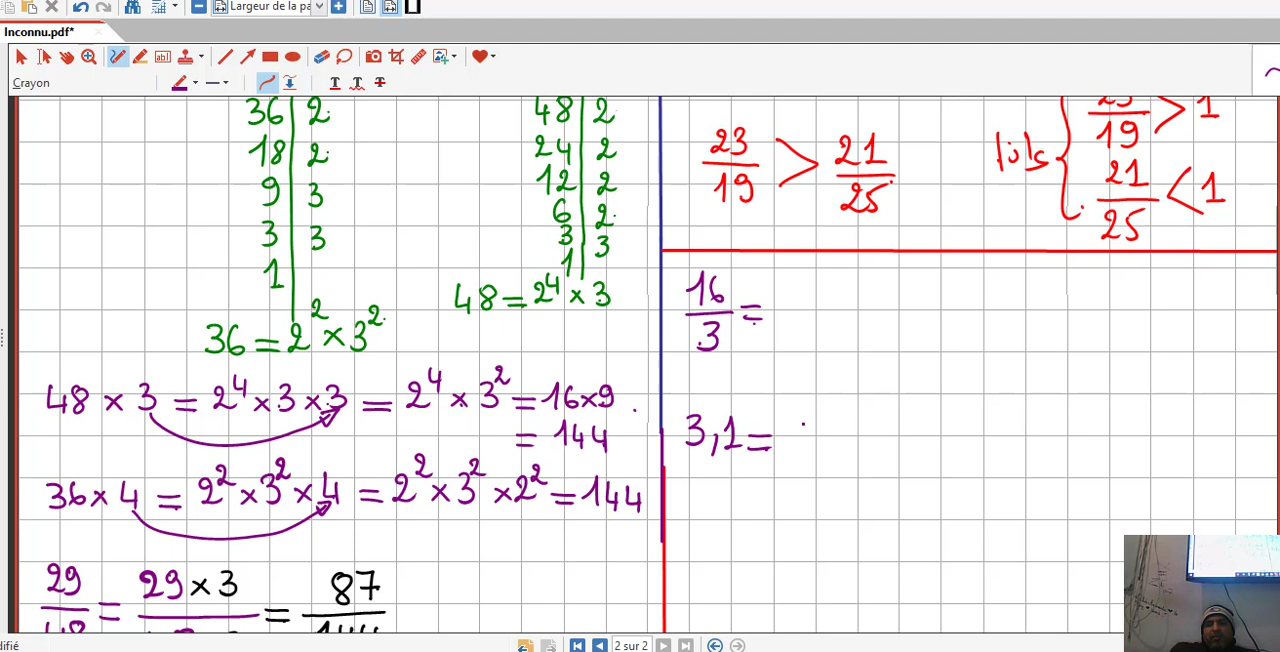 Largeur de la pa
Inconnu.pdf*
Crayon
36 | 2
18 | 2
9 | 3
3 | 3
1
36 = 2² × 3²
48 | 2
24 | 2
12 | 2
6 | 2
3 | 3
1
48 = 2⁴ × 3
48 × 3 = 2⁴ × 3 × 3 = 2⁴ × 3² = 16 × 9
= 144
36 × 4 = 2² × 3² × 4 = 2² × 3² × 2² = 144
29/48 = 29 × 3/ = 87/144
23/19 > 21/25
23/19 > 1
21/25 < 1
16/3 =
3,1 =
difié
2 sur 2